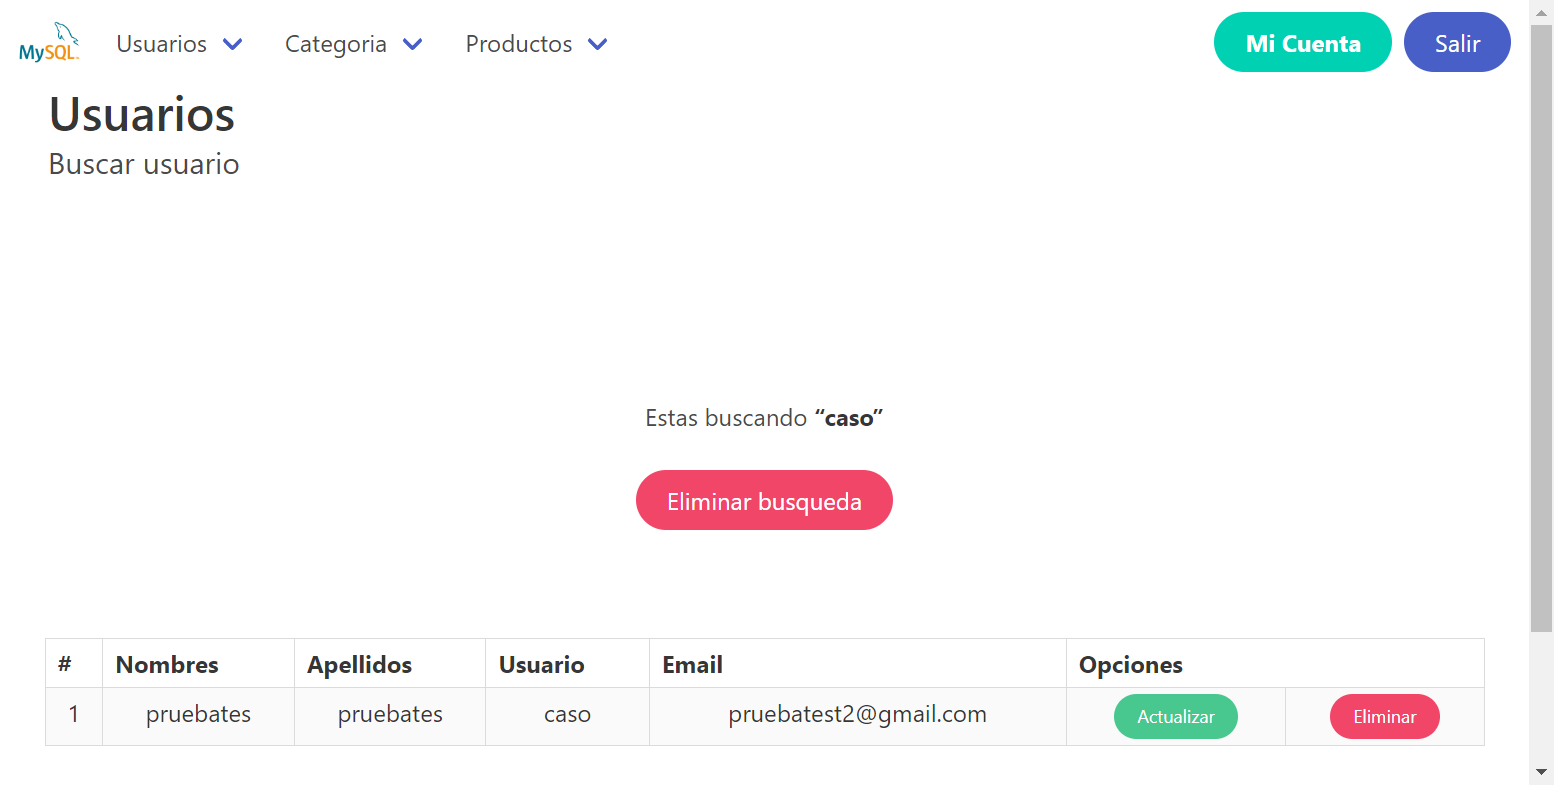 MySQL Usuarios Categoria Productos Mi Cuenta Salir
Usuarios
Buscar usuario
Estas buscando “caso”
Eliminar busqueda
# Nombres Apellidos Usuario Email Opciones
1 pruebates pruebates caso pruebatest2@gmail.com Actualizar Eliminar